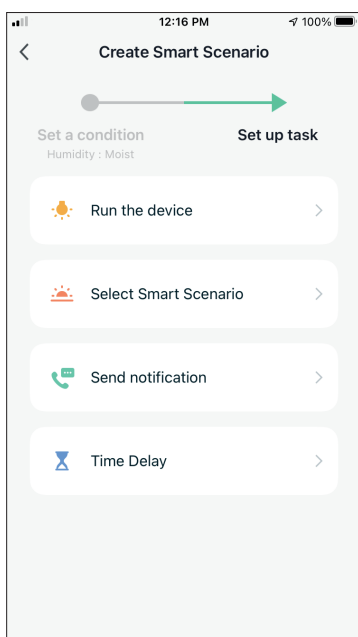 12:16 PM 100%
Create Smart Scenario
Set a condition Set up task
Humidity : Moist
Run the device
Select Smart Scenario
Send notification
Time Delay